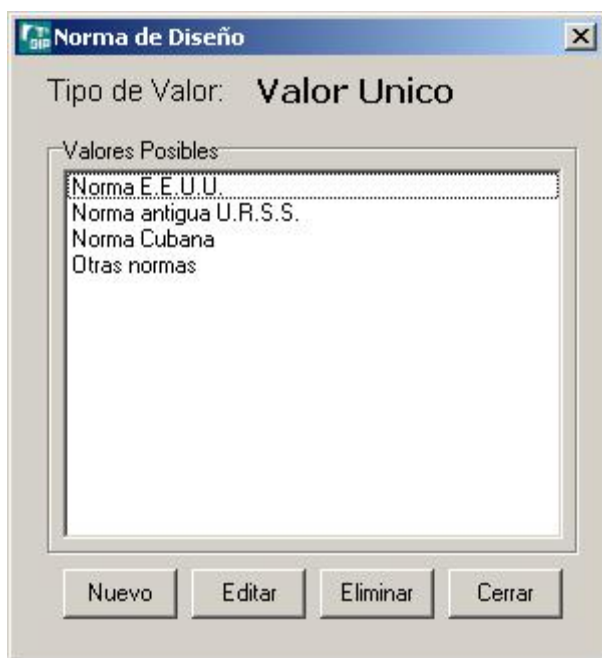 Norma de Diseño
Tipo de Valor: Valor Unico
Valores Posibles
Norma E.E.U.U.
Norma antigua U.R.S.S.
Norma Cubana
Otras normas
Nuevo Editar Eliminar Cerrar